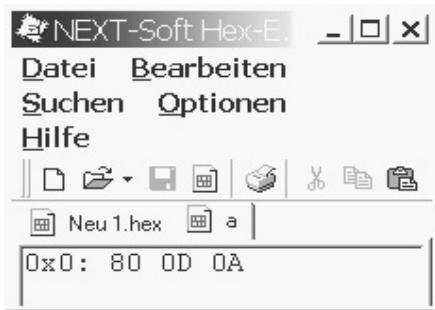 NEXT-Soft Hex-E.
Datei Bearbeiten
Suchen Optionen
Hilfe
Neu 1.hex a
0x0: 80 0D 0A